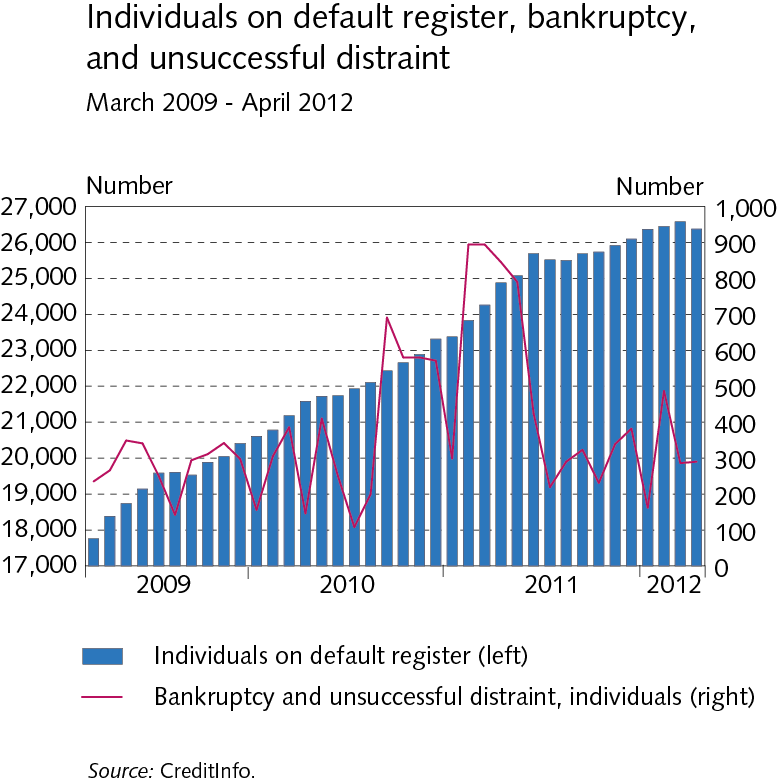 Individuals on default register, bankruptcy,
and unsuccessful distraint
March 2009 - April 2012
Number Number
27,000 1,000
26,000 900
25,000 800
24,000 700
23,000 600
22,000 500
21,000 400
20,000 300
19,000 200
18,000 100
17,000 0
2009 2010 2011 2012
Individuals on default register (left)
Bankruptcy and unsuccessful distraint, individuals (right)
Source: CreditInfo.